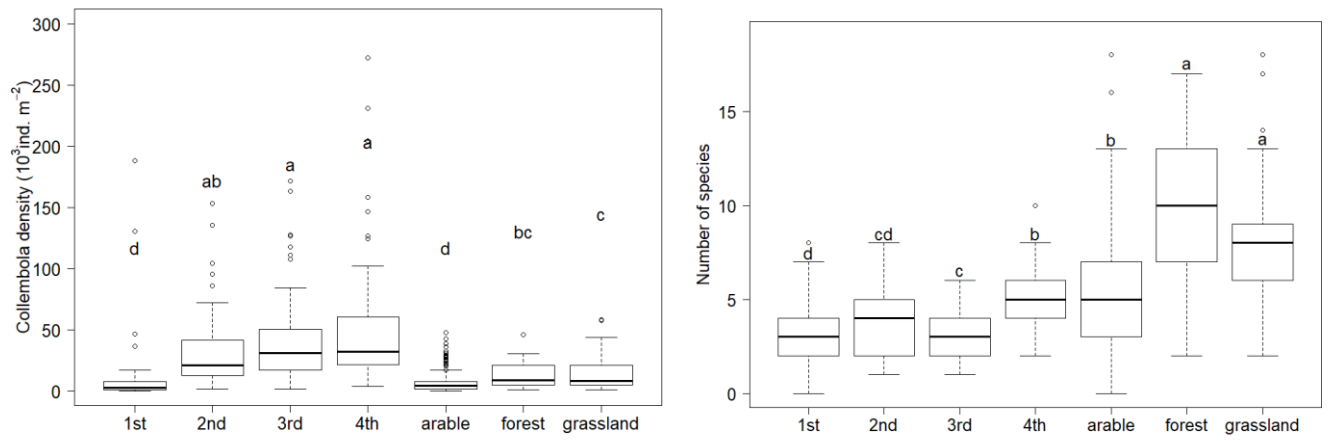 300
250
200
150
100
50
0
Collembola density (10³ind. m⁻²)
d
ab
a
a
d
bc
c
1st 2nd 3rd 4th arable forest grassland
15
10
5
0
Number of species
d
cd
c
b
b
a
a
1st 2nd 3rd 4th arable forest grassland